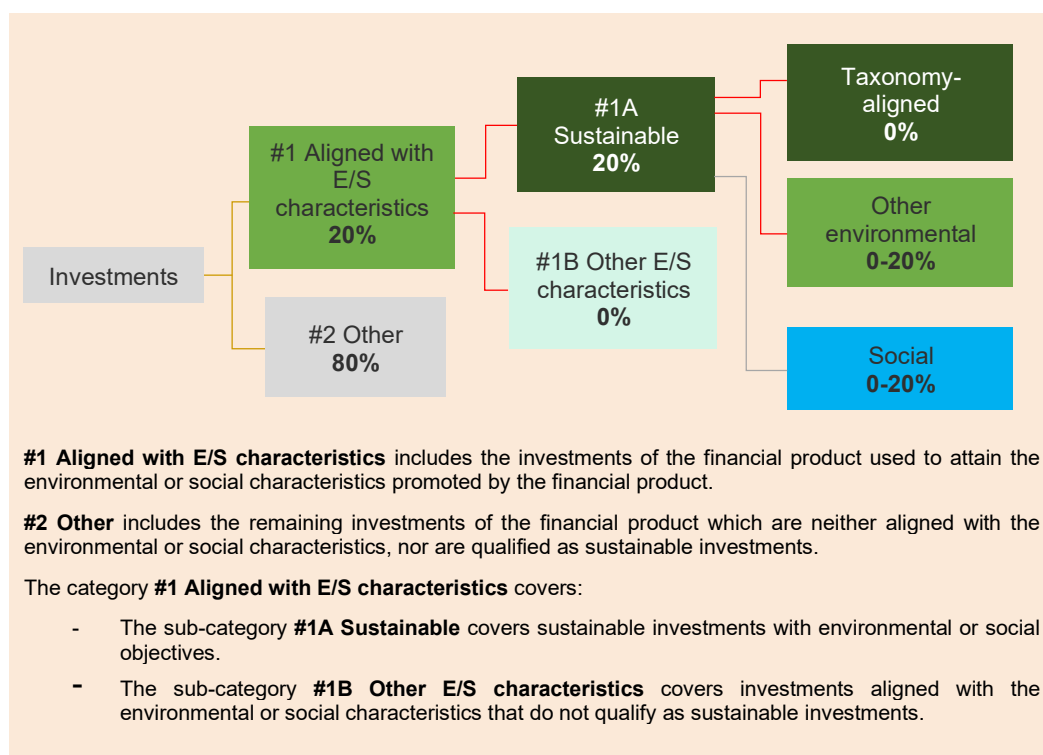 Investments
#1 Aligned with
E/S
characteristics
20%
#2 Other
80%
#1A
Sustainable
20%
#1B Other E/S
characteristics
0%
Taxonomy-
aligned
0%
Other
environmental
0-20%
Social
0-20%
#1 Aligned with E/S characteristics includes the investments of the financial product used to attain the
environmental or social characteristics promoted by the financial product.
#2 Other includes the remaining investments of the financial product which are neither aligned with the
environmental or social characteristics, nor are qualified as sustainable investments.
The category #1 Aligned with E/S characteristics covers:
- The sub-category #1A Sustainable covers sustainable investments with environmental or social
objectives.
- The sub-category #1B Other E/S characteristics covers investments aligned with the
environmental or social characteristics that do not qualify as sustainable investments.